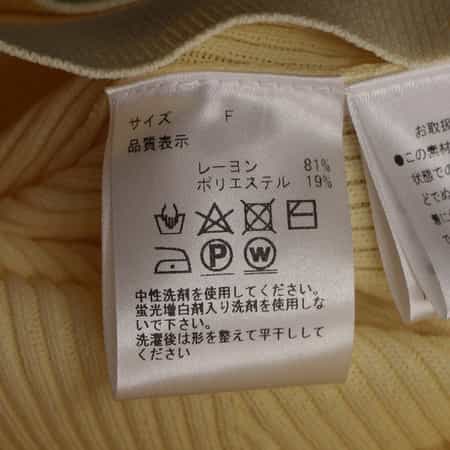 サイズ F
品質表示
レーヨン 81%
ポリエステル 19%
P W
中性洗剤を使用してください。
蛍光増白剤入り洗剤を使用しな
いで下さい。
洗濯後は形を整えて平干しして
ください
お取扱
●この素材
状態での
どでぬ